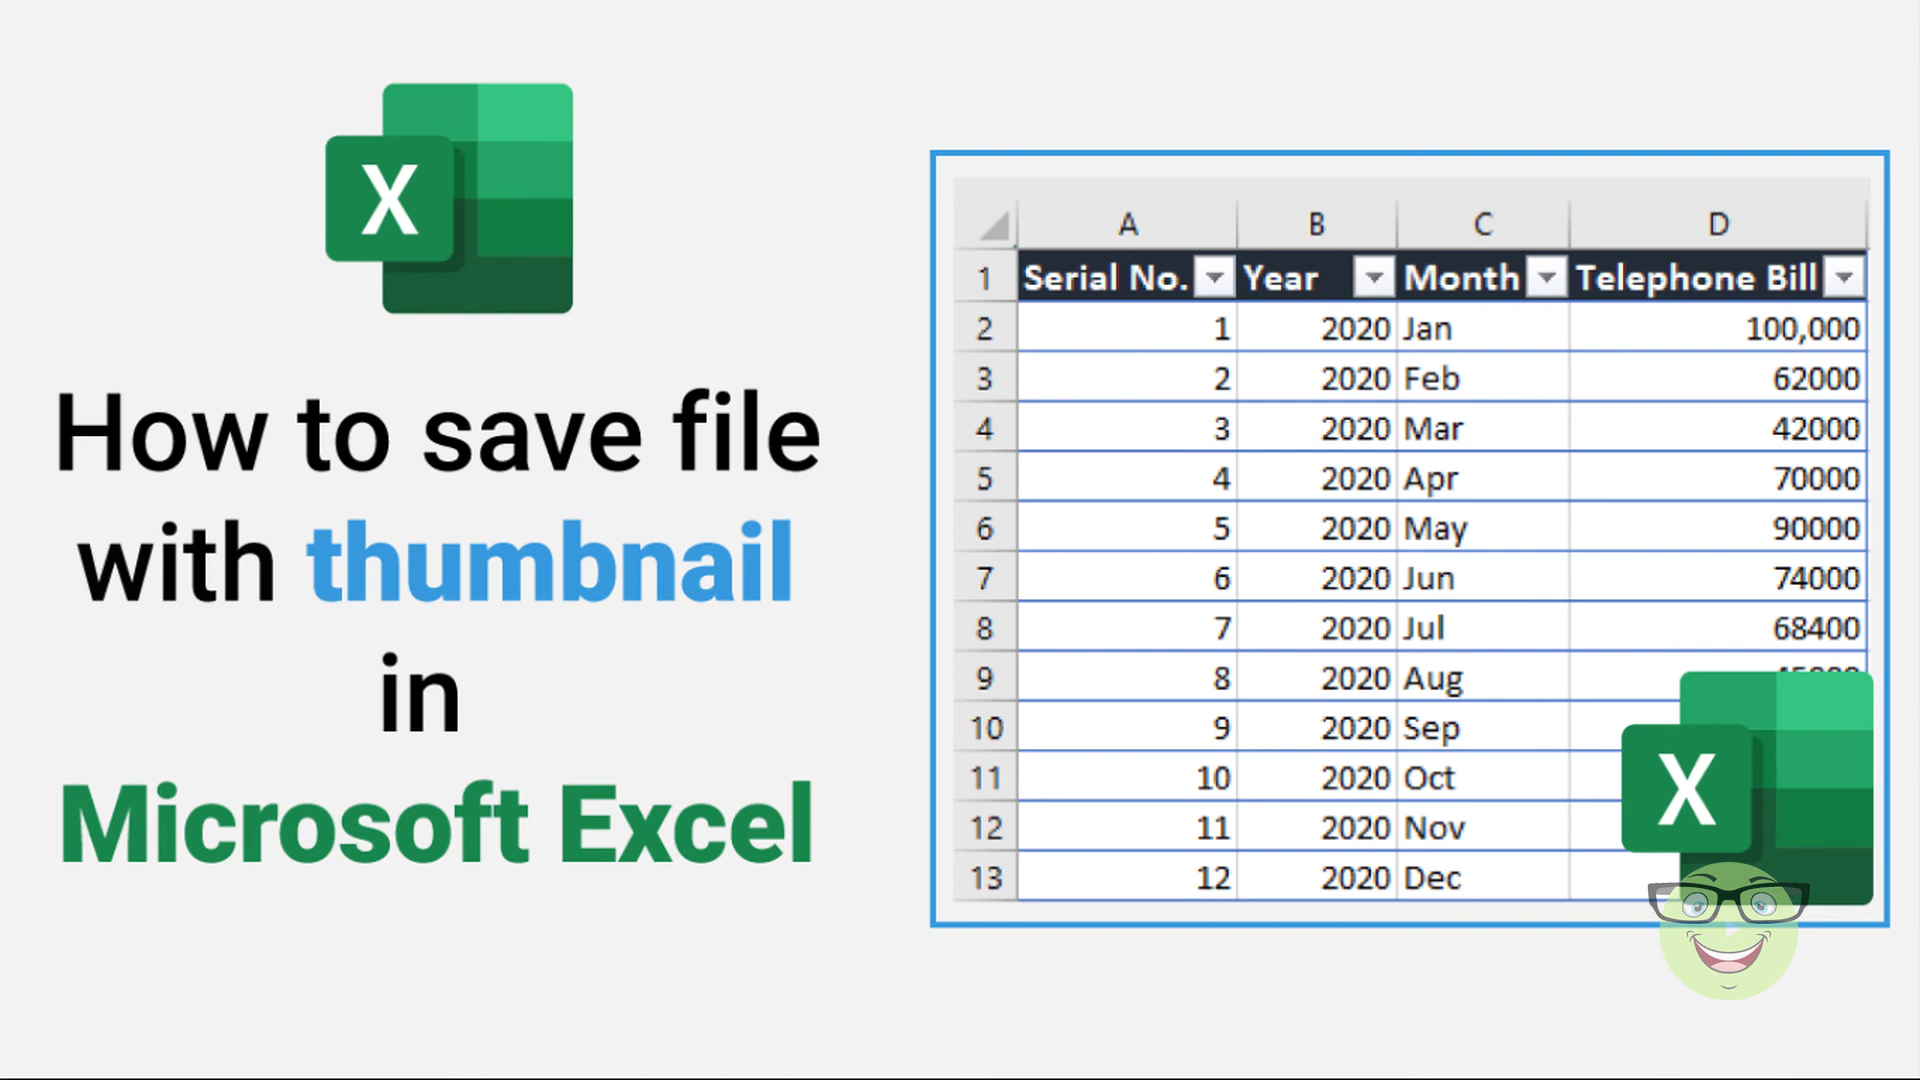 X
How to save file
with thumbnail
in
Microsoft Excel
A B C D
1 Serial No. Year Month Telephone Bill
2 1 2020 Jan 100,000
3 2 2020 Feb 62000
4 3 2020 Mar 42000
5 4 2020 Apr 70000
6 5 2020 May 90000
7 6 2020 Jun 74000
8 7 2020 Jul 68400
9 8 2020 Aug
10 9 2020 Sep
11 10 2020 Oct
12 11 2020 Nov
13 12 2020 Dec
X